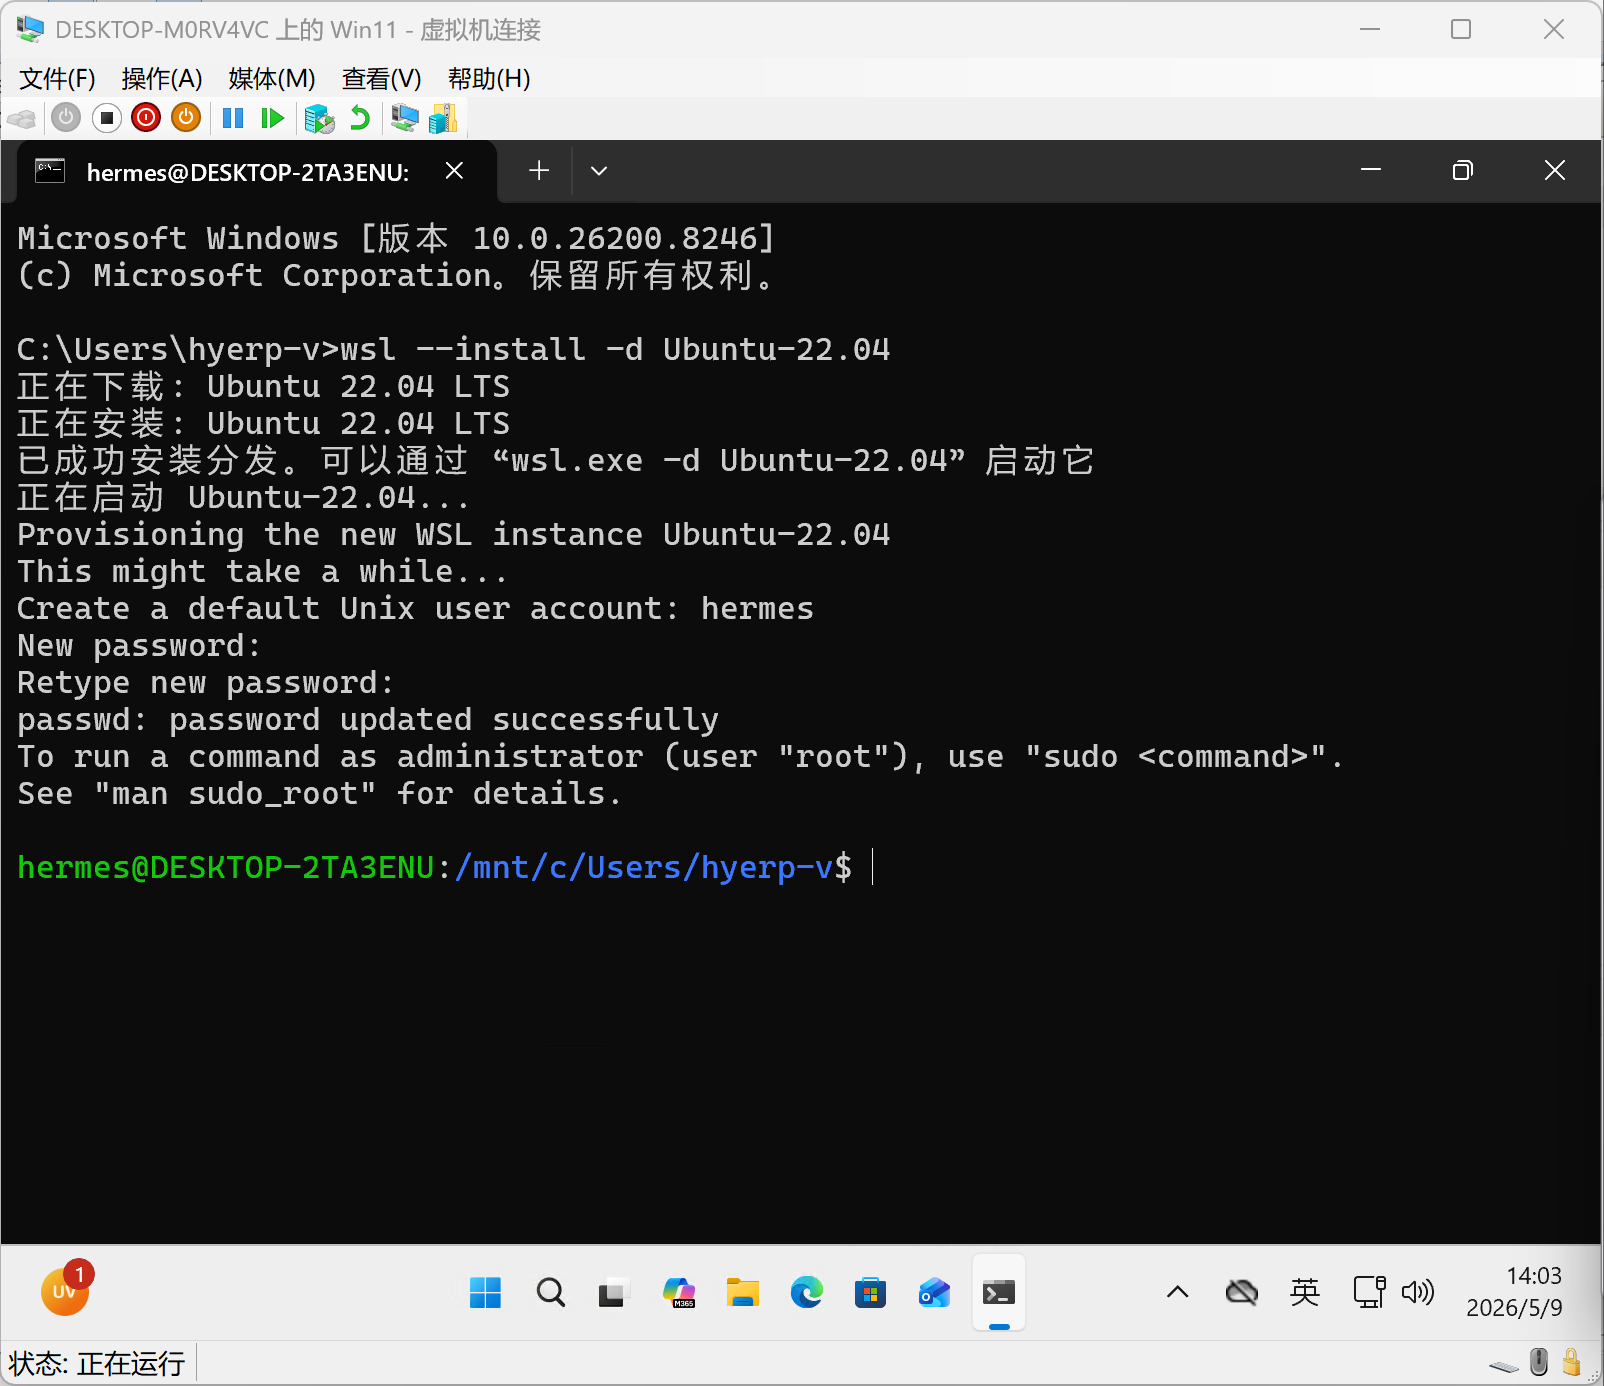 DESKTOP-M0RV4VC 上的 Win11 - 虚拟机连接
文件(F) 操作(A) 媒体(M) 查看(V) 帮助(H)
hermes@DESKTOP-2TA3ENU:
Microsoft Windows [版本 10.0.26200.8246]
(c) Microsoft Corporation。保留所有权利。
C:\Users\hyerp-v>wsl --install -d Ubuntu-22.04
正在下载: Ubuntu 22.04 LTS
正在安装: Ubuntu 22.04 LTS
已成功安装分发。可以通过 “wsl.exe -d Ubuntu-22.04” 启动它
正在启动 Ubuntu-22.04...
Provisioning the new WSL instance Ubuntu-22.04
This might take a while...
Create a default Unix user account: hermes
New password:
Retype new password:
passwd: password updated successfully
To run a command as administrator (user "root"), use "sudo <command>".
See "man sudo_root" for details.
hermes@DESKTOP-2TA3ENU:/mnt/c/Users/hyerp-v$
UV 1
M365
英
14:03
2026/5/9
状态: 正在运行